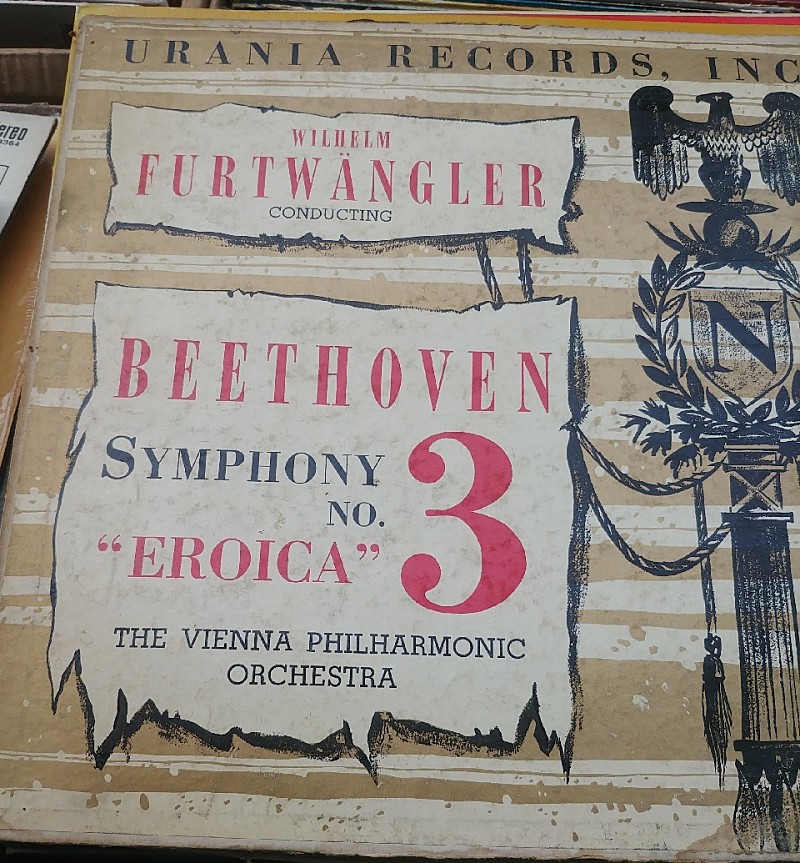 URANIA RECORDS, INC
WILHELM
FURTWÄNGLER
CONDUCTING
BEETHOVEN
SYMPHONY
NO. 3
“EROICA”
THE VIENNA PHILHARMONIC
ORCHESTRA
N